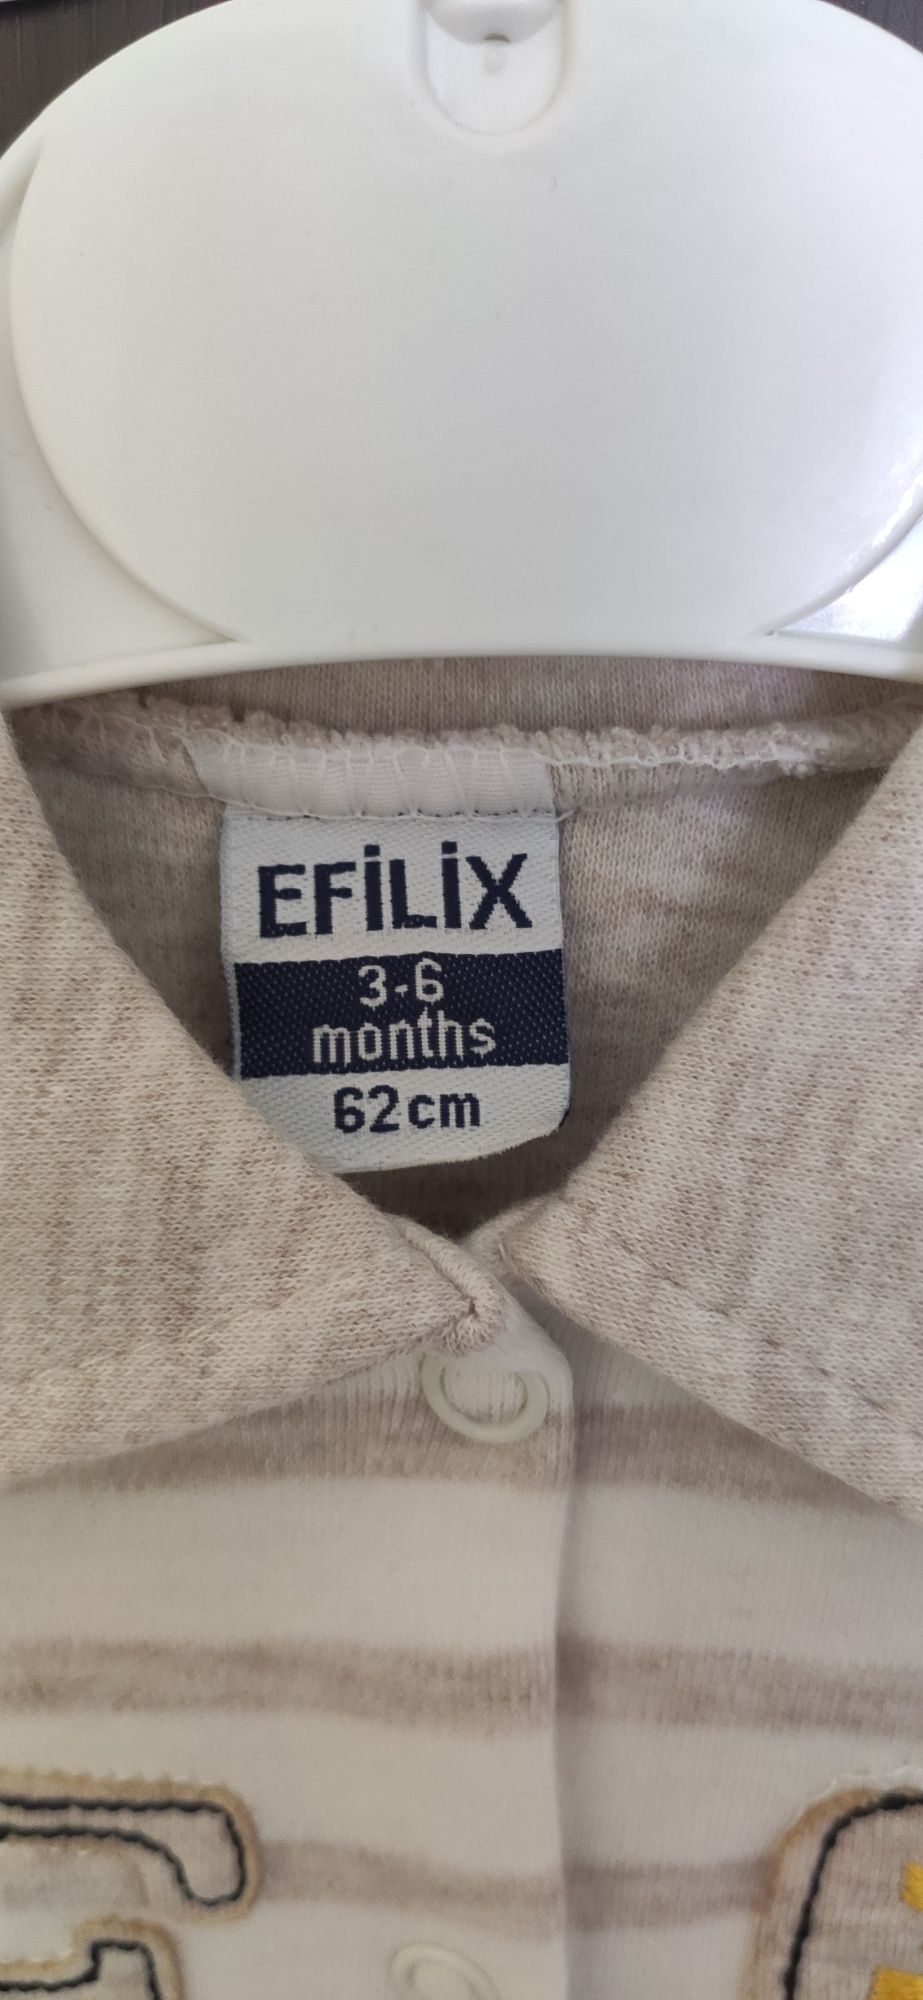 EFİLİX
3-6
months
62cm